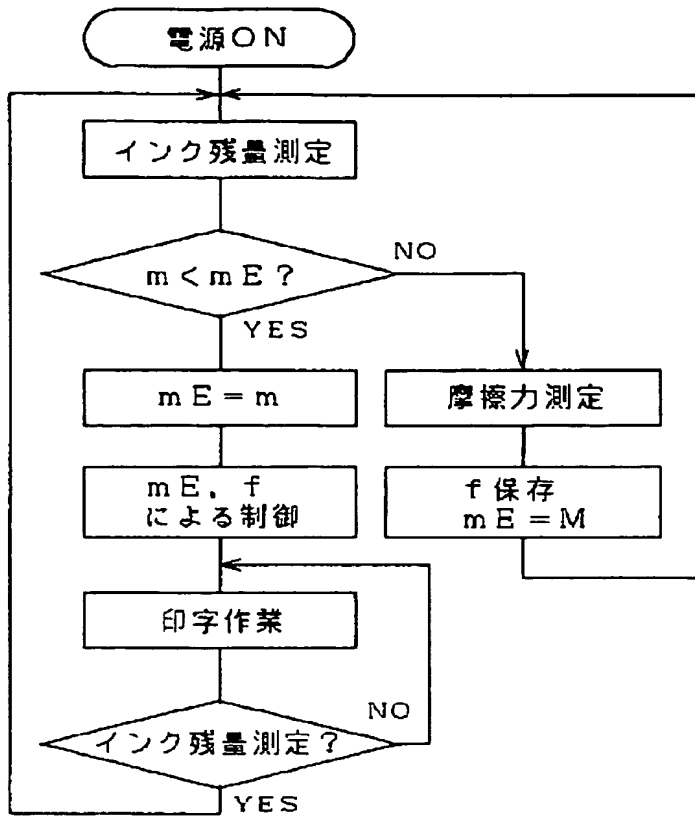 電源ON
インク残量測定
m<mE?
NO
YES
mE=m
摩擦力測定
mE,f
による制御
f保存
mE=M
印字作業
インク残量測定?
NO
YES